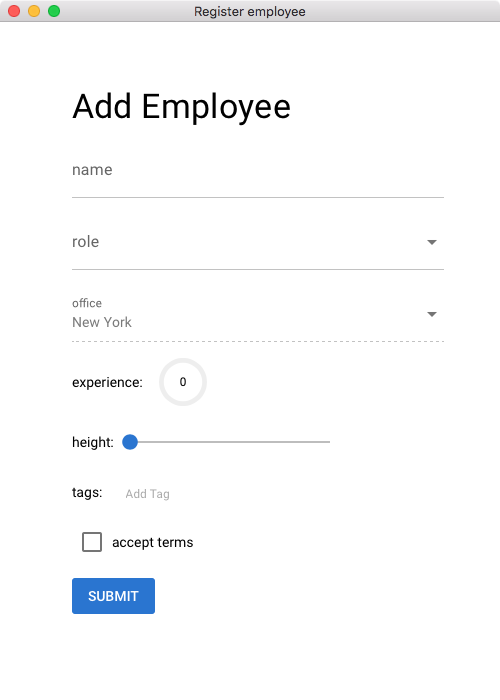 Register employee
Add Employee
name
role
office
New York
experience: 0
height:
tags: Add Tag
accept terms
SUBMIT